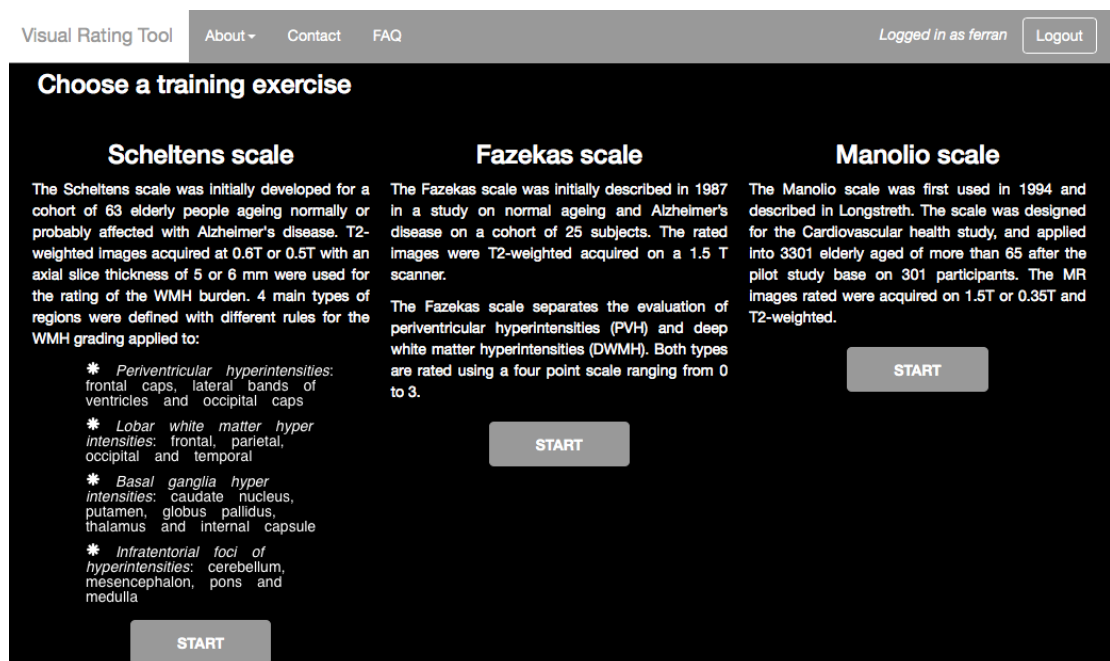 Visual Rating Tool About Contact FAQ Logged in as ferran Logout
Choose a training exercise
Scheltens scale
The Scheltens scale was initially developed for a
cohort of 63 elderly people ageing normally or
probably affected with Alzheimer's disease. T2-
weighted images acquired at 0.6T or 0.5T with an
axial slice thickness of 5 or 6 mm were used for
the rating of the WMH burden. 4 main types of
regions were defined with different rules for the
WMH grading applied to:
* Periventricular hyperintensities:
frontal caps, lateral bands of
ventricles and occipital caps
* Lobar white matter hyper
intensities: frontal, parietal,
occipital and temporal
* Basal ganglia hyper
intensities: caudate nucleus,
putamen, globus pallidus,
thalamus and internal capsule
* Infratentorial foci of
hyperintensities: cerebellum,
mesencephalon, pons and
medulla
START
Fazekas scale
The Fazekas scale was initially described in 1987
in a study on normal ageing and Alzheimer's
disease on a cohort of 25 subjects. The rated
images were T2-weighted acquired on a 1.5 T
scanner.
The Fazekas scale separates the evaluation of
periventricular hyperintensities (PVH) and deep
white matter hyperintensities (DWMH). Both types
are rated using a four point scale ranging from 0
to 3.
START
Manolio scale
The Manolio scale was first used in 1994 and
described in Longstreth. The scale was designed
for the Cardiovascular health study, and applied
into 3301 elderly aged of more than 65 after the
pilot study base on 301 participants. The MR
images rated were acquired on 1.5T or 0.35T and
T2-weighted.
START